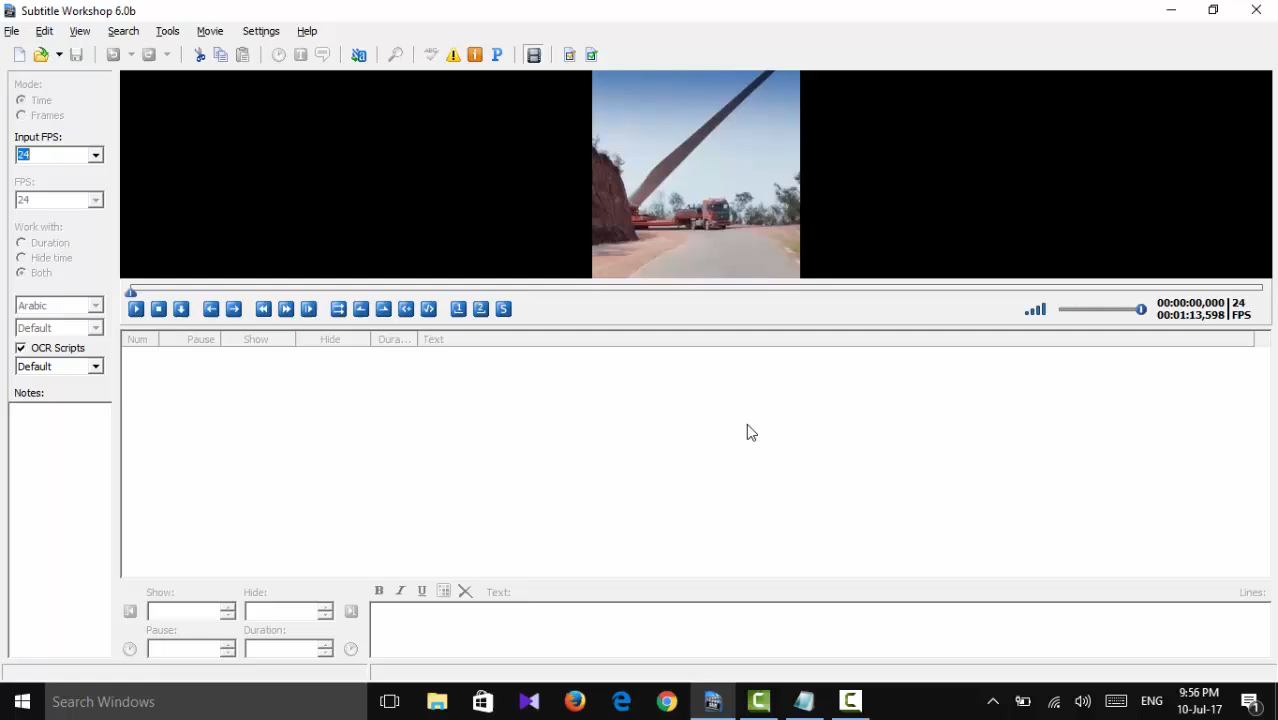 Subtitle Workshop 6.0b
File Edit View Search Tools Movie Settings Help
Mode:
Time
Frames
Input FPS:
24
FPS:
24
Work with:
Duration
Hide time
Both
Arabic
Default
OCR Scripts
Default
Notes:
00:00:00,000 24
00:01:13,598 FPS
Num Pause Show Hide Dura... Text
B I U Text: Lines:
Show: Hide:
Pause: Duration:
Search Windows
ENG
9:56 PM
10-Jul-17